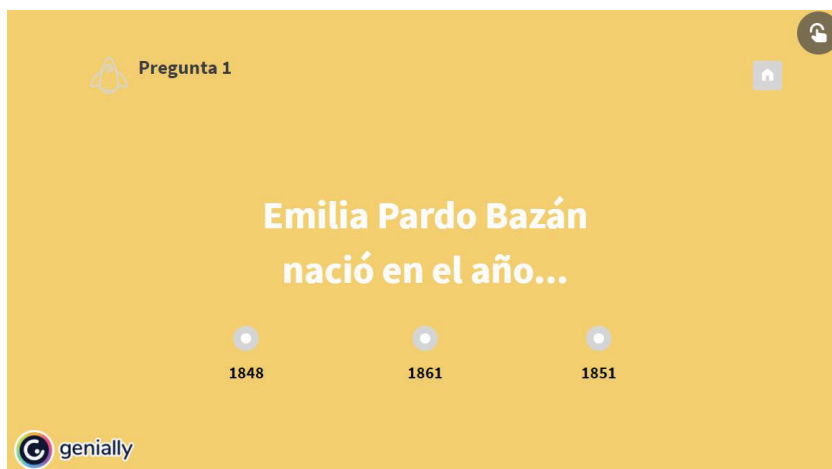 Pregunta 1
Emilia Pardo Bazán
nació en el año...
1848 1861 1851
genially